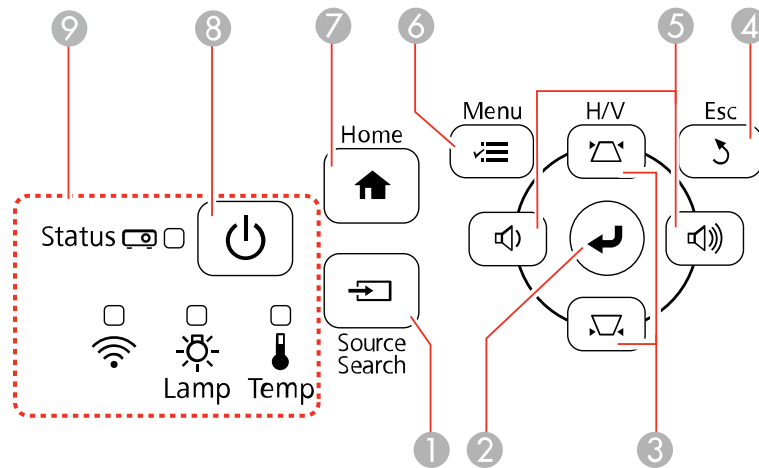 9
8
7
6
5
4
Menu
H/V
Esc
Home
Status
Source
Search
Lamp
Temp
1
2
3